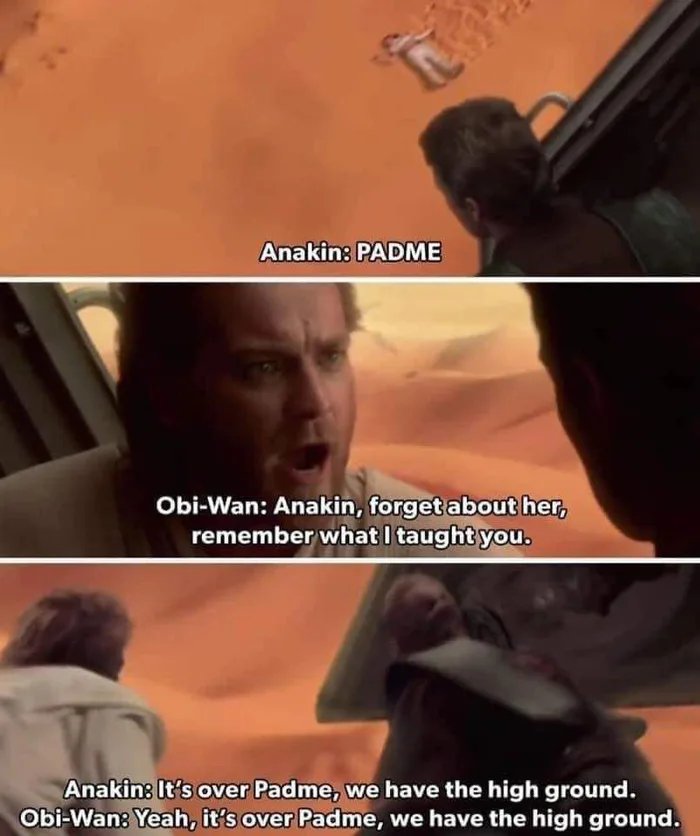 Anakin: PADME
Obi-Wan: Anakin, forget about her,
remember what I taught you.
Anakin: It's over Padme, we have the high ground.
Obi-Wan: Yeah, it's over Padme, we have the high ground.